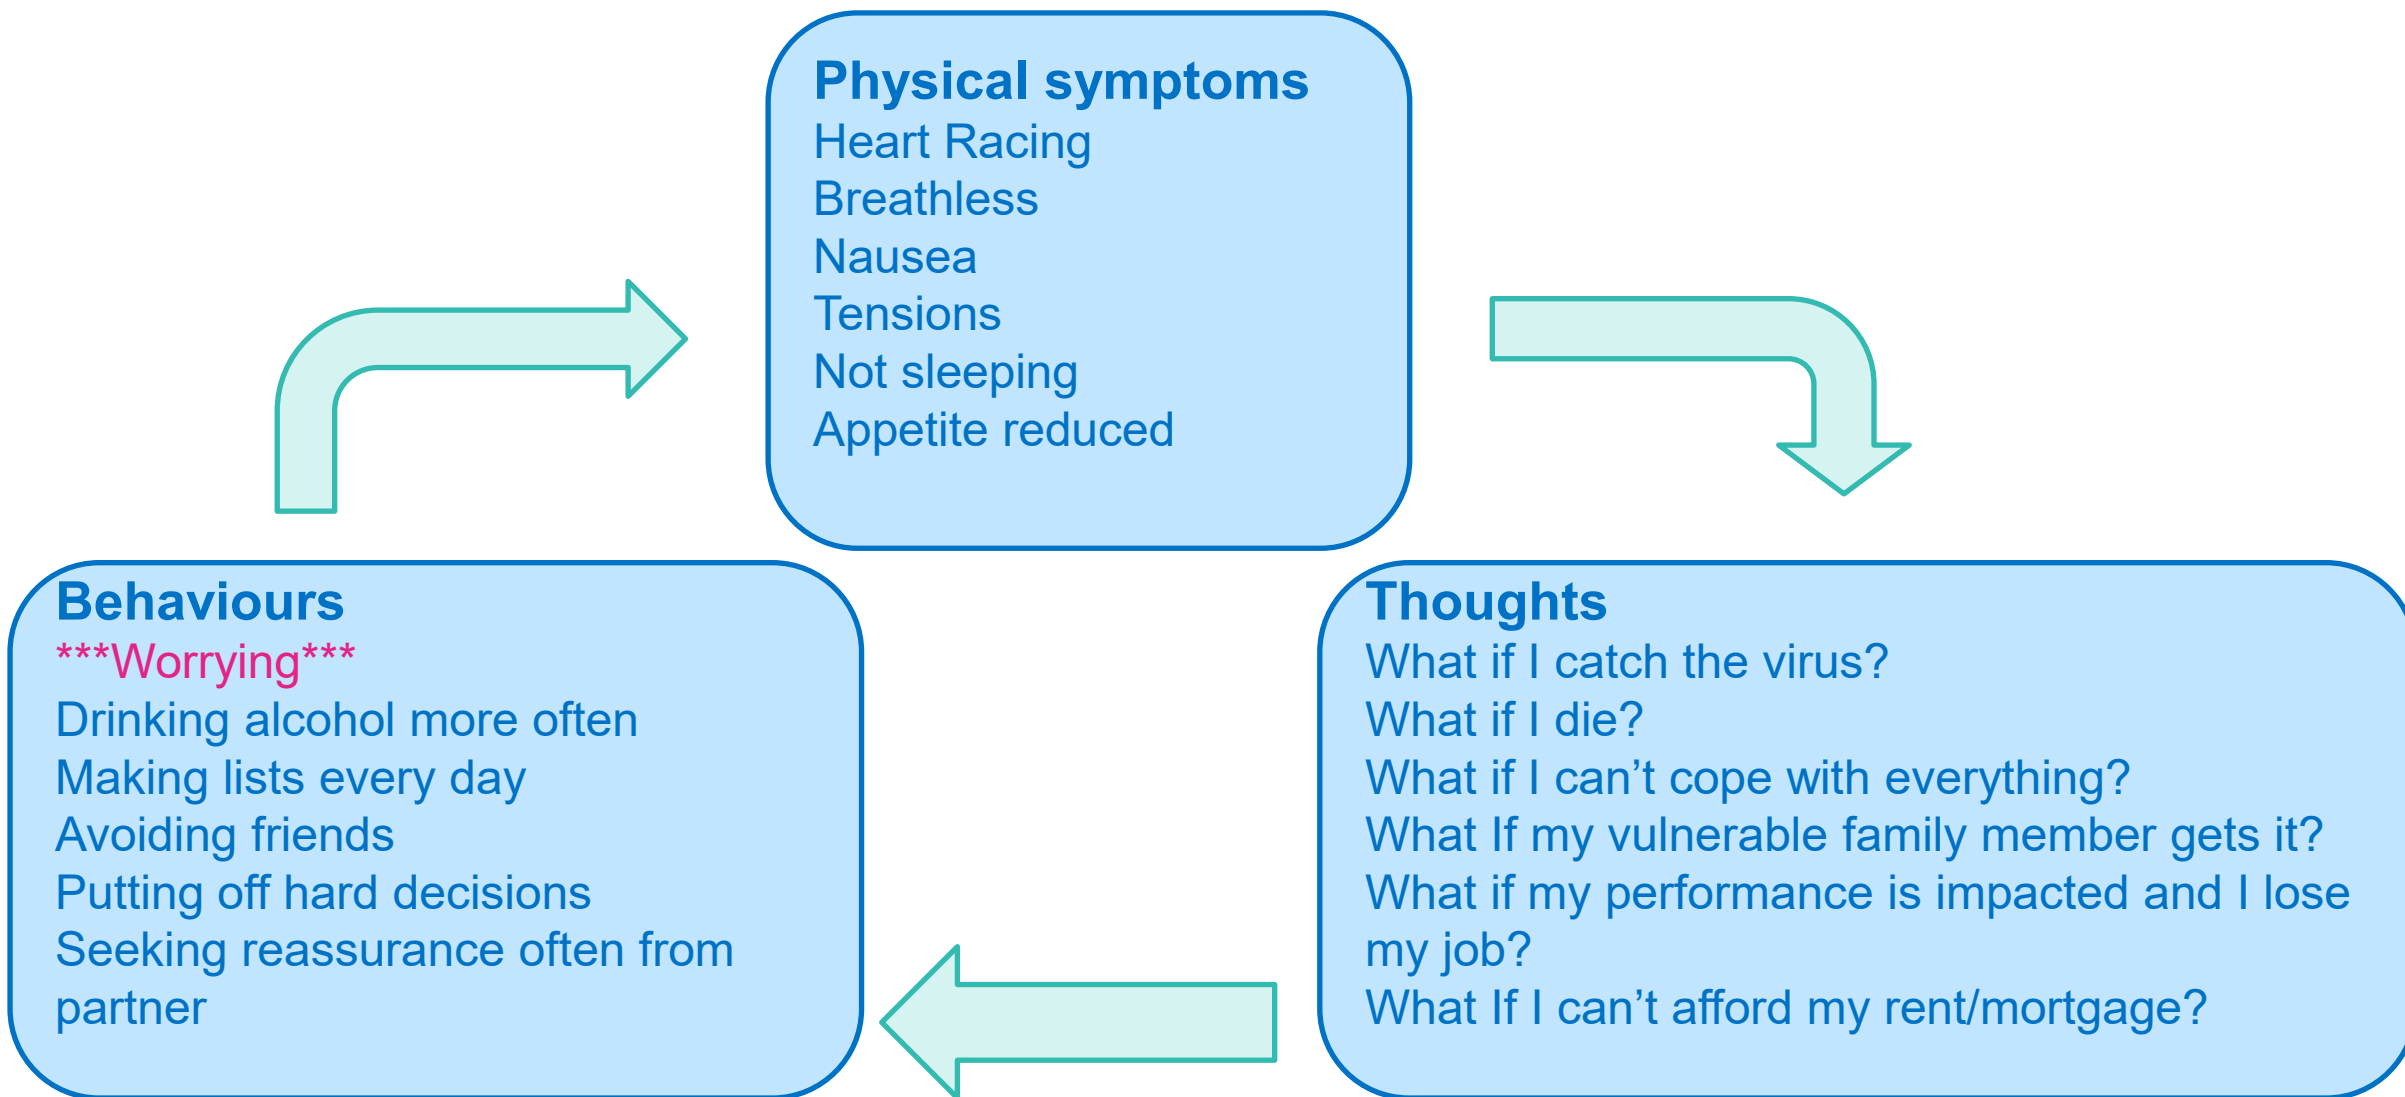 Physical symptoms
Heart Racing
Breathless
Nausea
Tensions
Not sleeping
Appetite reduced
Behaviours
***Worrying***
Drinking alcohol more often
Making lists every day
Avoiding friends
Putting off hard decisions
Seeking reassurance often from
partner
Thoughts
What if I catch the virus?
What if I die?
What if I can’t cope with everything?
What If my vulnerable family member gets it?
What if my performance is impacted and I lose
my job?
What If I can’t afford my rent/mortgage?